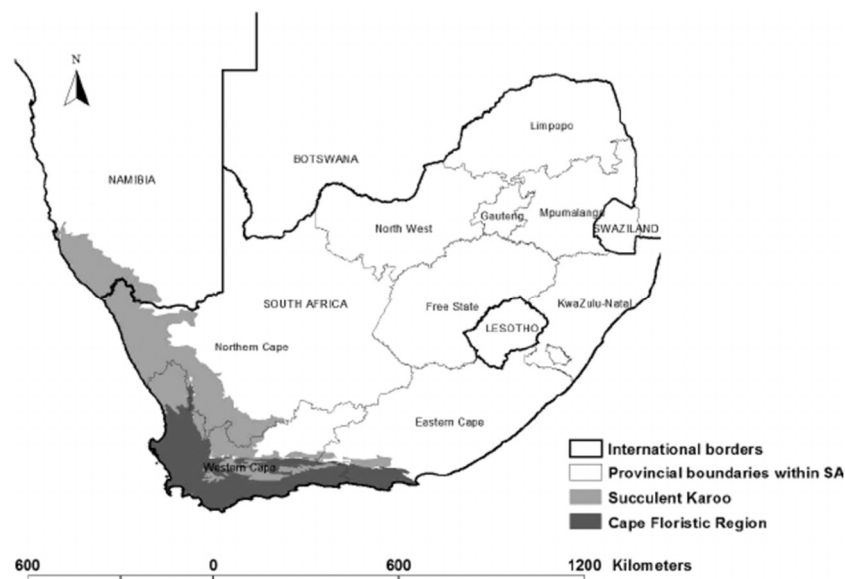 N
Limpopo
BOTSWANA
NAMIBIA
North West
Gauteng
Mpumalanga
SWAZILAND
SOUTH AFRICA
Free State
KwaZulu-Natal
LESOTHO
Northern Cape
Eastern Cape
Western Cape
International borders
Provincial boundaries within SA
Succulent Karoo
Cape Floristic Region
600 0 600 1200 Kilometers